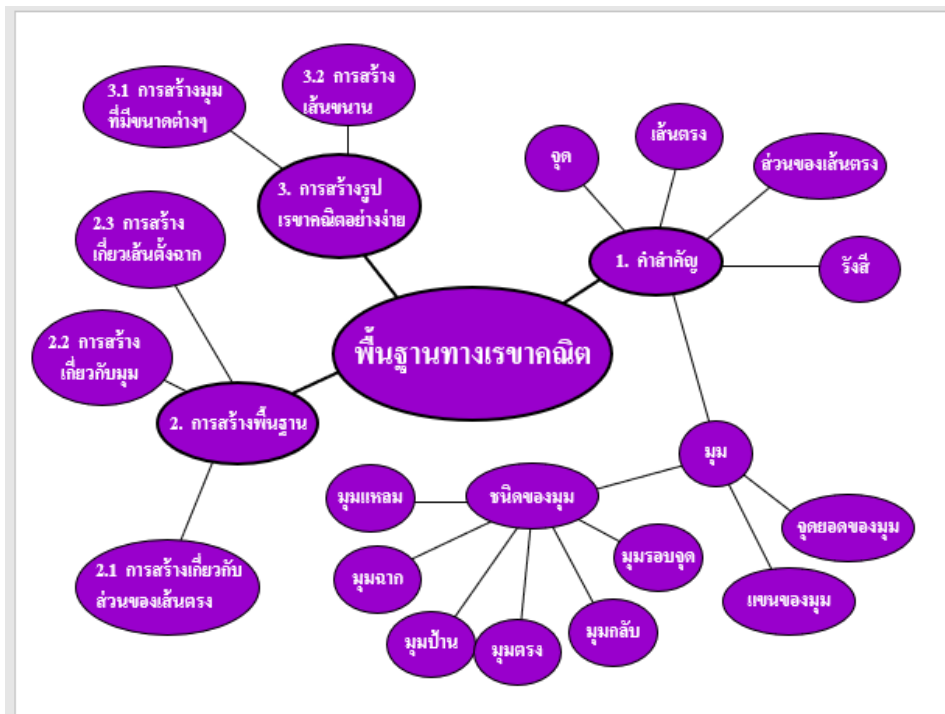 3.1 การสร้างมุม
ที่มีขนาดต่างๆ
3.2 การสร้าง
เส้นขนาน
3. การสร้างรูป
เรขาคณิตอย่างง่าย
จุด
เส้นตรง
ส่วนของเส้นตรง
รังสี
1. คำสำคัญ
2.3 การสร้าง
เกี่ยวเส้นตั้งฉาก
2.2 การสร้าง
เกี่ยวกับมุม
พื้นฐานทางเรขาคณิต
2. การสร้างพื้นฐาน
2.1 การสร้างเกี่ยวกับ
ส่วนของเส้นตรง
มุม
ชนิดของมุม
มุมแหลม
มุมฉาก
มุมป้าน
มุมตรง
มุมกลับ
มุมรอบจุด
จุดยอดของมุม
แขนของมุม